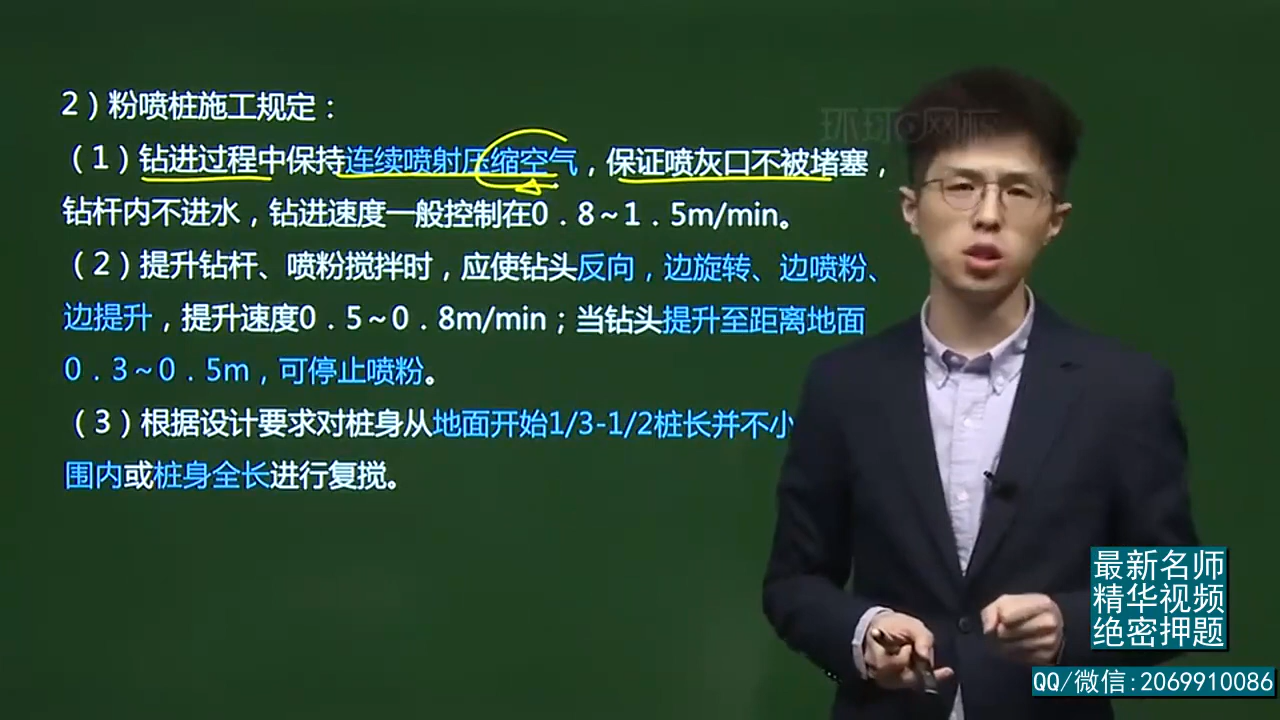 2）粉喷桩施工规定：
（1）钻进过程中保持连续喷射压缩空气，保证喷灰口不被堵塞，
钻杆内不进水，钻进速度一般控制在0．8～1．5m/min。
（2）提升钻杆、喷粉搅拌时，应使钻头反向，边旋转、边喷粉、
边提升，提升速度0．5～0．8m/min；当钻头提升至距离地面
0．3～0．5m，可停止喷粉。
（3）根据设计要求对桩身从地面开始1/3-1/2桩长并不小
围内或桩身全长进行复搅。
环球网校
最新名师
精华视频
绝密押题
QQ/微信:2069910086